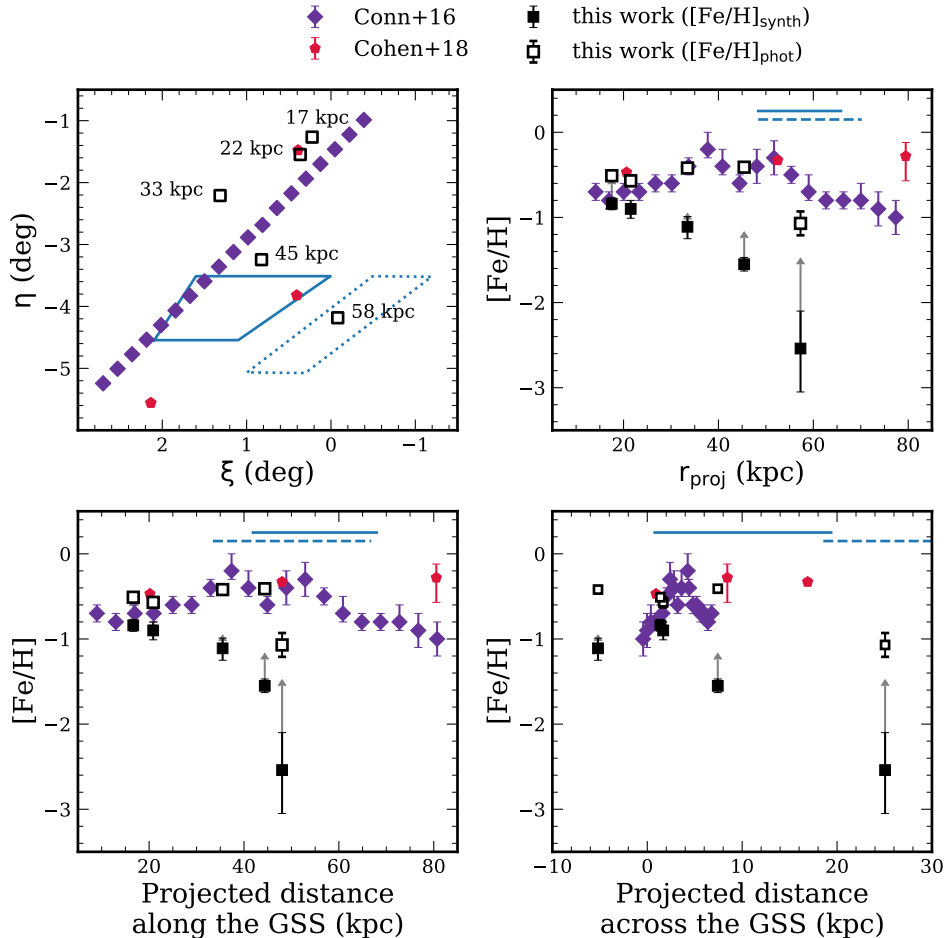 Conn+16
Cohen+18
this work ([Fe/H]synth)
this work ([Fe/H]phot)
−1
−2
−3
−4
−5
η (deg)
17 kpc
22 kpc
33 kpc
45 kpc
58 kpc
2 1 0 −1
ξ (deg)
0
−1
−2
−3
[Fe/H]
20 40 60 80
rproj (kpc)
0
−1
−2
−3
[Fe/H]
20 40 60 80
Projected distance
along the GSS (kpc)
0
−1
−2
−3
[Fe/H]
−10 0 10 20 30
Projected distance
across the GSS (kpc)